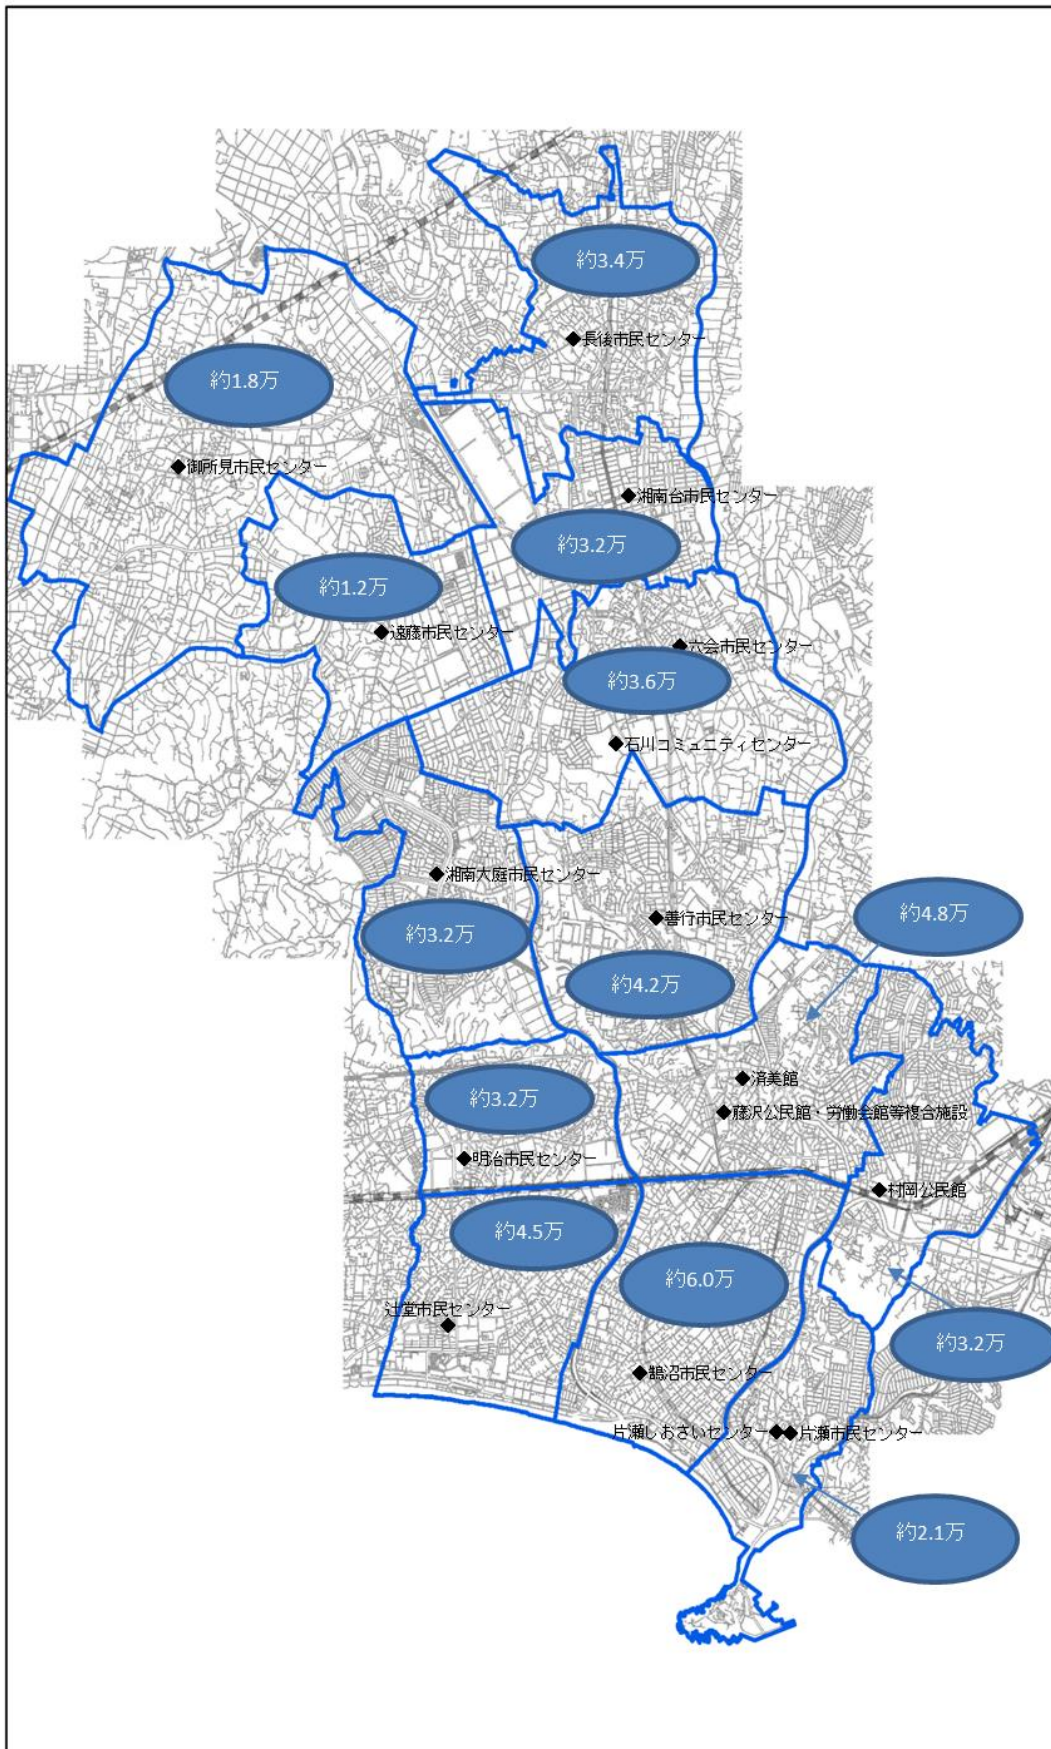 約3.4万
◆長後市民センター
約1.8万
◆御所見市民センター
◆湘南台市民センター
約3.2万
約1.2万
◆遠藤市民センター
◆六会市民センター
約3.6万
◆石川コミュニティセンター
◆湘南大庭市民センター
約4.8万
◆善行市民センター
約3.2万
約4.2万
◆済美館
約3.2万
◆藤沢公民館・労働会館等複合施設
◆明治市民センター
◆村岡公民館
約4.5万
約6.0万
辻堂市民センター
約3.2万
◆鵠沼市民センター
片瀬しおさいセンター◆◆片瀬市民センター
約2.1万